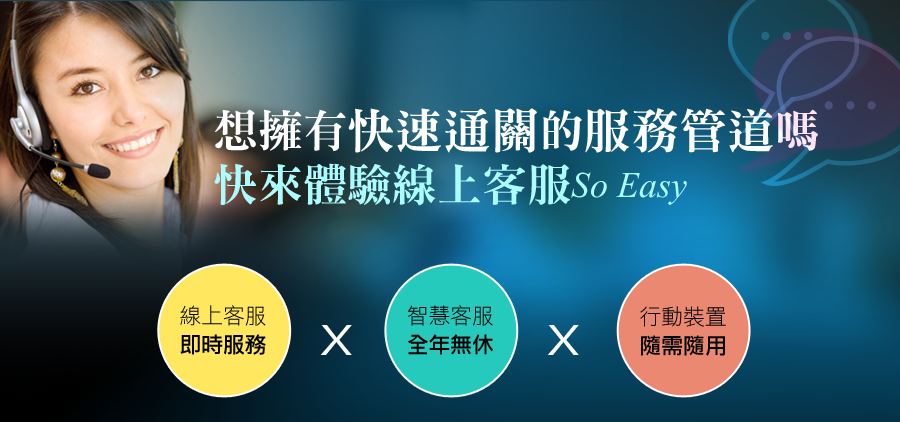 想擁有快速通關的服務管道嗎
快來體驗線上客服So Easy
線上客服
即時服務
X
智慧客服
全年無休
X
行動裝置
隨需隨用